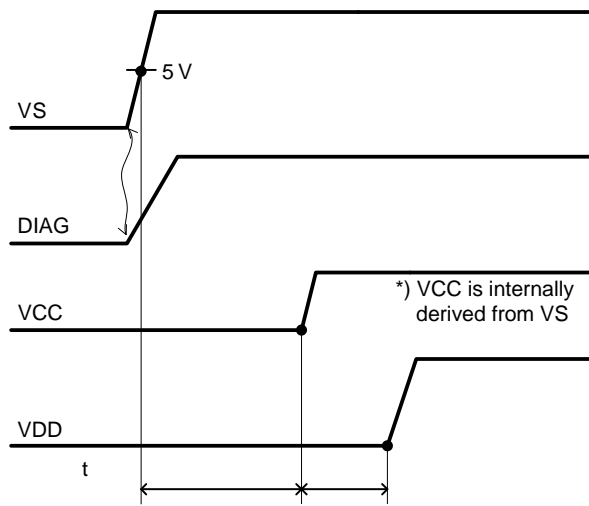 5 V
VS
DIAG
VCC
*) VCC is internally
derived from VS
VDD
t